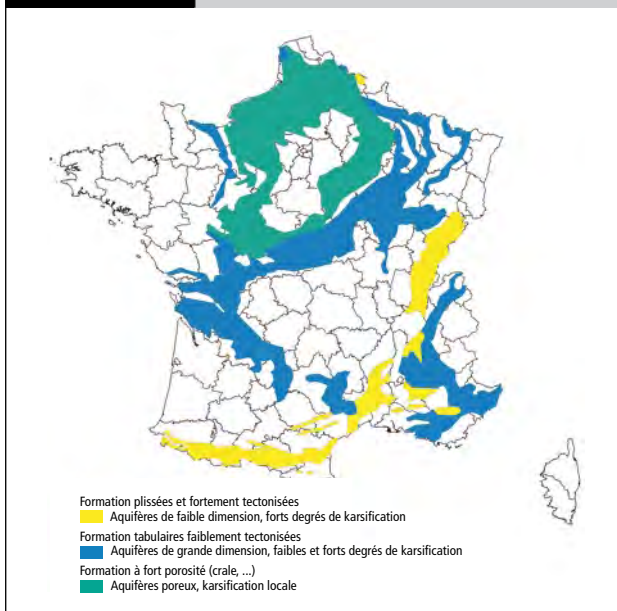 Formation plissées et fortement tectonisées
Aquifères de faible dimension, forts degrés de karsification
Formation tabulaires faiblement tectonisées
Aquifères de grande dimension, faibles et forts degrés de karsification
Formation à fort porosité (crale, ...)
Aquifères poreux, karsification locale